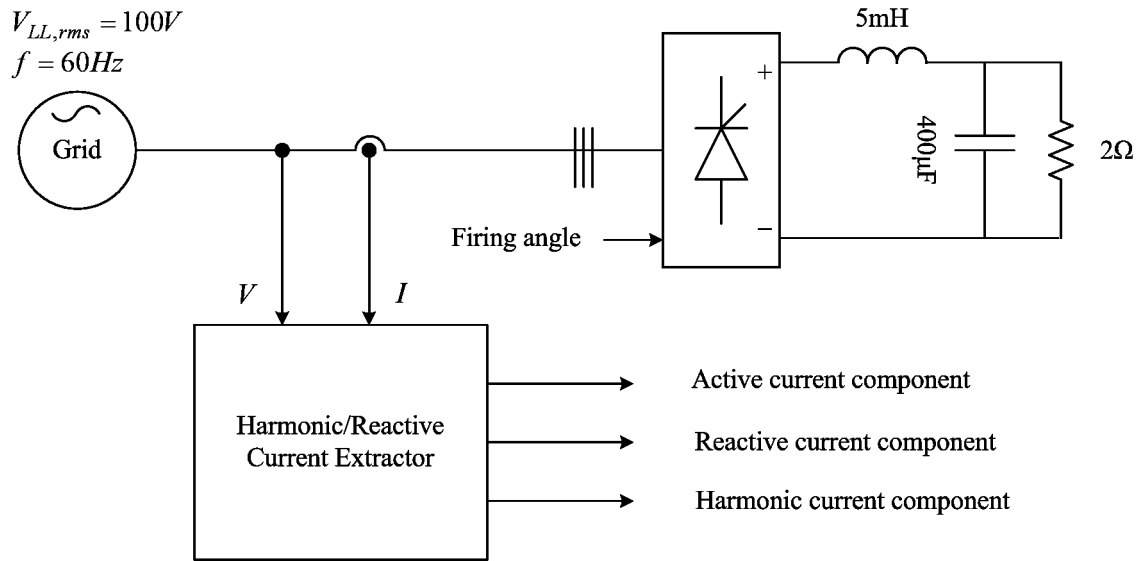 V_{LL,rms} = 100V
f = 60Hz
Grid
5mH
+
400μF
2Ω
−
Firing angle
V
I
Harmonic/Reactive
Current Extractor
Active current component
Reactive current component
Harmonic current component